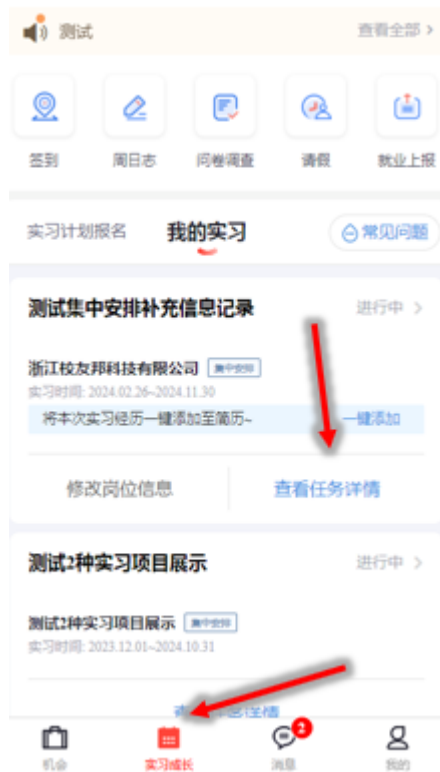 测试 查看全部 >
签到 周日志 问卷调查 请假 就业上报
实习计划报名 我的实习 常见问题
测试集中安排补充信息记录 进行中 >
浙江校友邦科技有限公司 集中安排
实习时间: 2024.02.26-2024.11.30
将本次实习经历一键添加至简历~ 一键添加
修改岗位信息 查看任务详情
测试2种实习项目展示 进行中 >
测试2种实习项目展示 集中安排
实习时间: 2023.12.01-2024.10.31
2
机会 实习成长 消息 我的